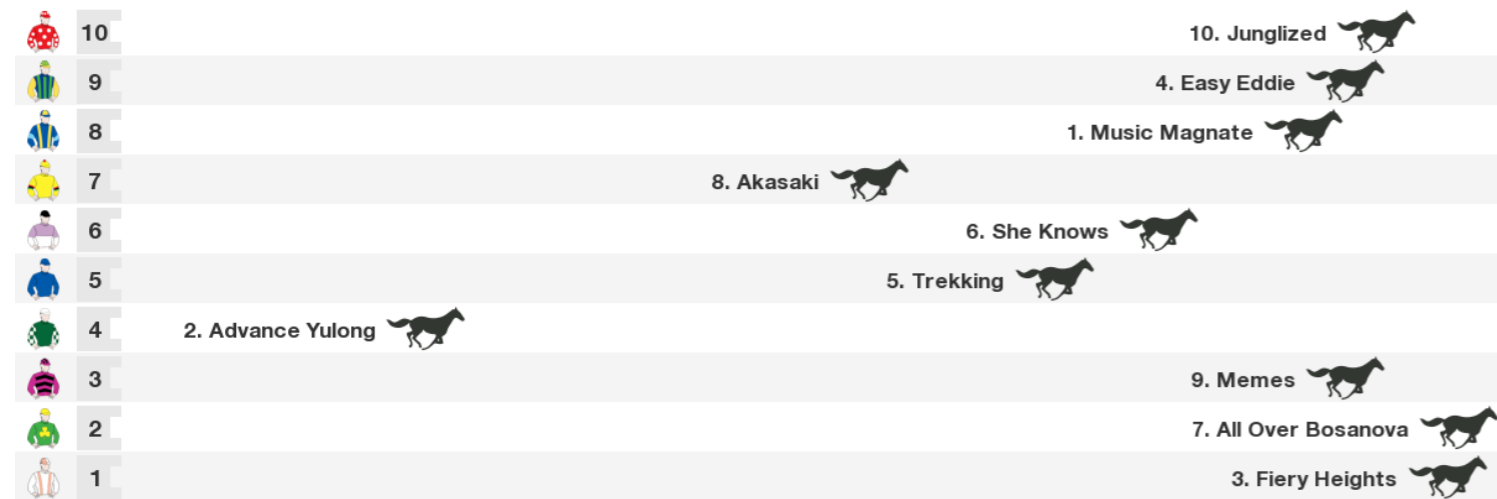 10 10. Junglized
9 4. Easy Eddie
8 1. Music Magnate
7 8. Akasaki
6 6. She Knows
5 5. Trekking
4 2. Advance Yulong
3 9. Memes
2 7. All Over Bosanova
1 3. Fiery Heights